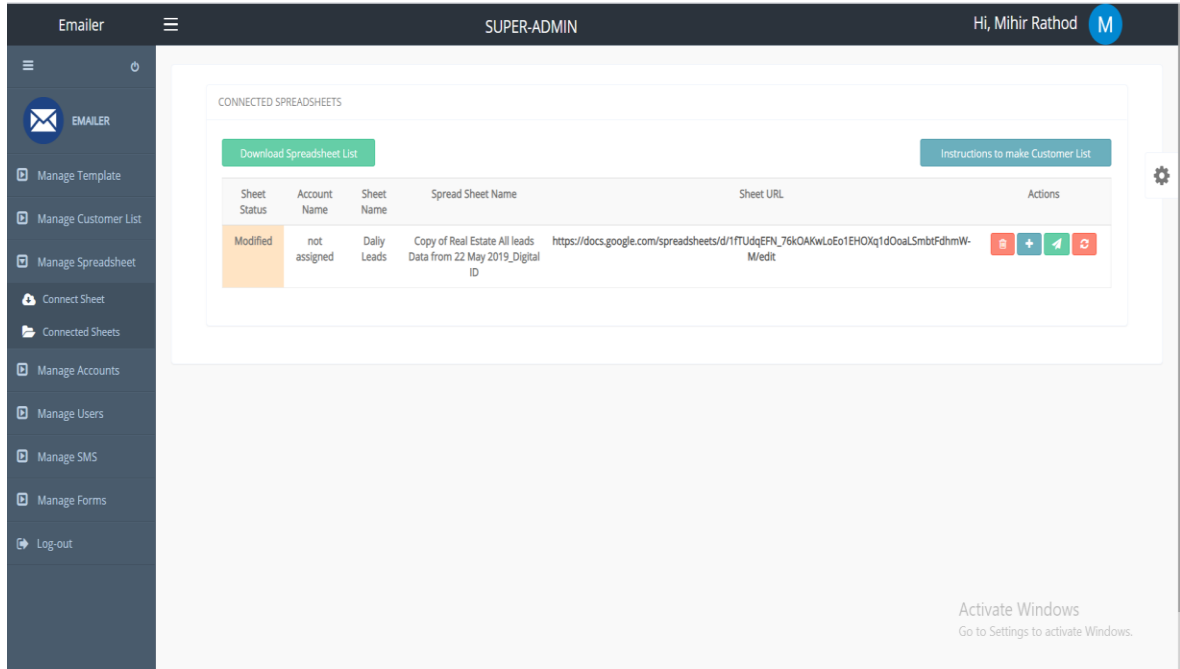 Emailer
SUPER-ADMIN
Hi, Mihir Rathod
M
EMAILER
Manage Template
Manage Customer List
Manage Spreadsheet
Connect Sheet
Connected Sheets
Manage Accounts
Manage Users
Manage SMS
Manage Forms
Log-out
CONNECTED SPREADSHEETS
Download Spreadsheet List
Instructions to make Customer List
Sheet Status
Account Name
Sheet Name
Spread Sheet Name
Sheet URL
Actions
Modified
not assigned
Daliy Leads
Copy of Real Estate All leads
Data from 22 May 2019_Digital
ID
https://docs.google.com/spreadsheets/d/1fTUdqEFN_76kOAKwLoEo1EHOXq1dOoaLSmbtFdhmW-
M/edit
Activate Windows
Go to Settings to activate Windows.